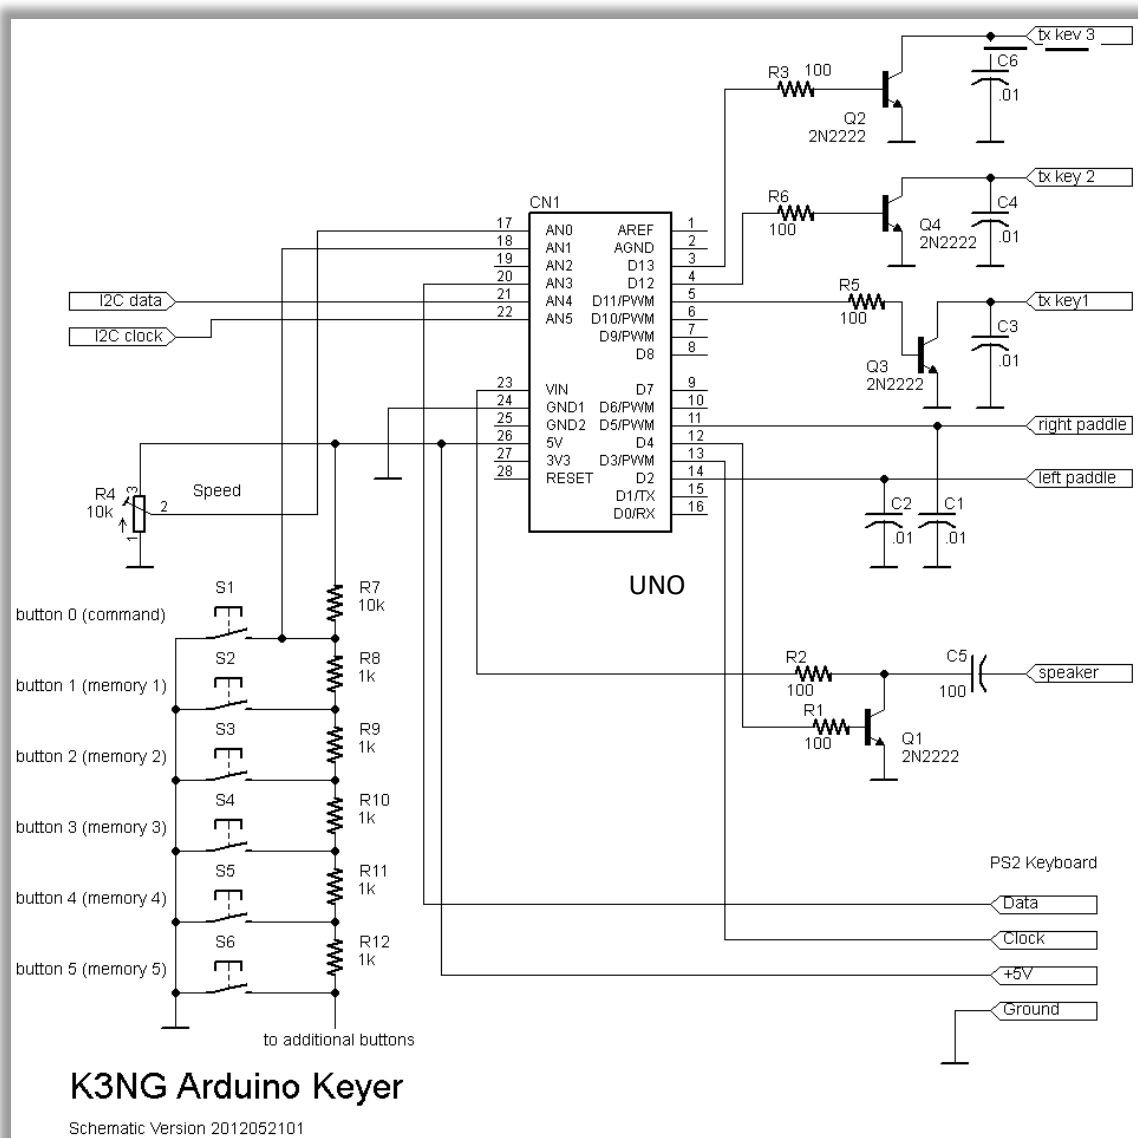 tx kev 3
R3
100
C6
.01
Q2
2N2222
tx key 2
R6
100
C4
.01
Q4
2N2222
CN1
17 AN0 AREF 1
18 AN1 AGND 2
19 AN2 D13 3
20 AN3 D12 4
21 AN4 D11/PWM 5
22 AN5 D10/PWM 6
D9/PWM 7
D8 8
23 VIN D7 9
24 GND1 D6/PWM 10
25 GND2 D5/PWM 11
26 5V D4 12
27 3V3 D3/PWM 13
28 RESET D2 14
D1/TX 15
D0/RX 16
I2C data
I2C clock
R5
100
tx key1
C3
.01
Q3
2N2222
right paddle
left paddle
C2
.01
C1
.01
R4
10k
3
2
1
Speed
UNO
S1
R7
10k
button 0 (command)
S2
R8
1k
button 1 (memory 1)
S3
R9
1k
button 2 (memory 2)
S4
R10
1k
button 3 (memory 3)
S5
R11
1k
button 4 (memory 4)
S6
R12
1k
button 5 (memory 5)
to additional buttons
R2
100
C5
100
speaker
R1
100
Q1
2N2222
PS2 Keyboard
Data
Clock
+5V
Ground
K3NG Arduino Keyer
Schematic Version 2012052101